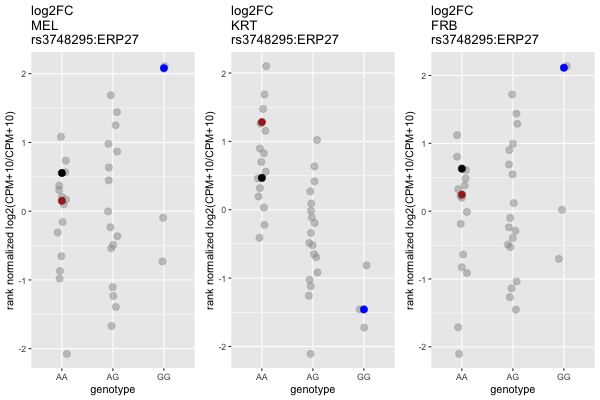 log2FC
MEL
rs3748295:ERP27
rank normalized log2(CPM+10/CPM+10)
2
1
0
-1
-2
AA
AG
GG
genotype
log2FC
KRT
rs3748295:ERP27
rank normalized log2(CPM+10/CPM+10)
2
1
0
-1
-2
AA
AG
GG
genotype
log2FC
FRB
rs3748295:ERP27
rank normalized log2(CPM+10/CPM+10)
2
1
0
-1
-2
AA
AG
GG
genotype